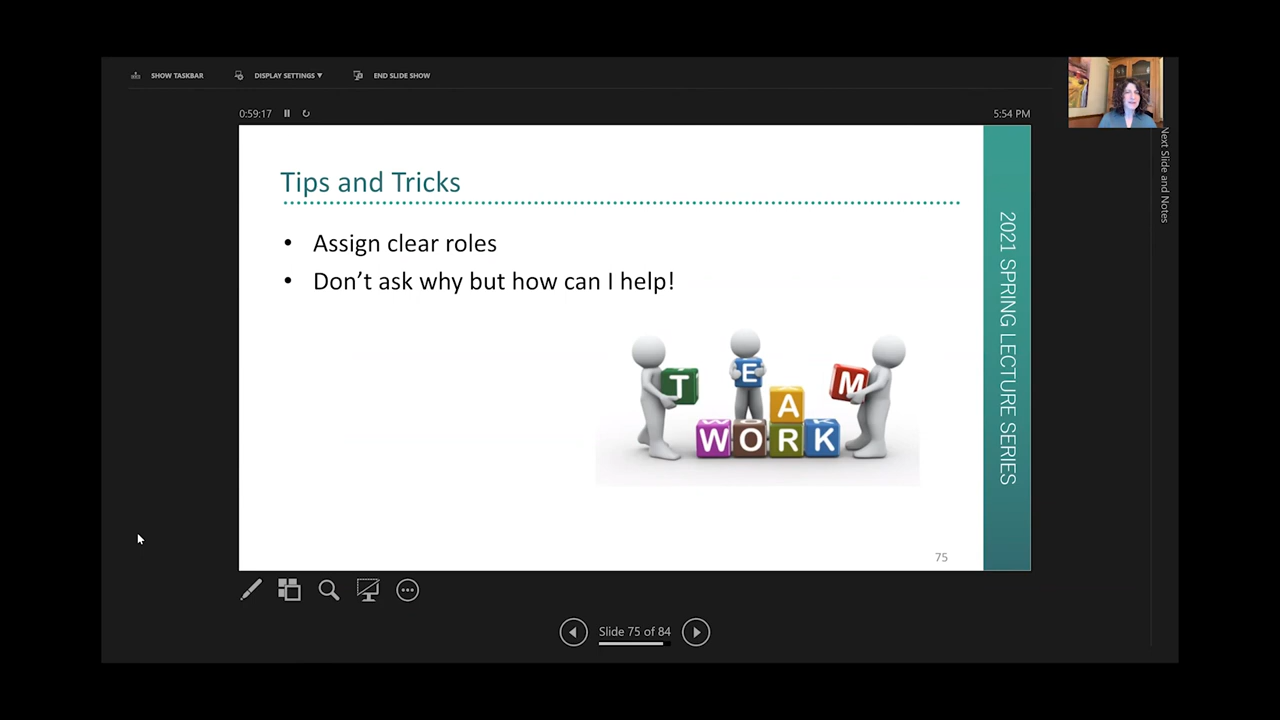 SHOW TASKBAR
DISPLAY SETTINGS ▼
END SLIDE SHOW
0:59:17
5:54 PM
Next Slide and Notes
Tips and Tricks
• Assign clear roles
• Don’t ask why but how can I help!
T
E
A
M
WORK
2021 SPRING LECTURE SERIES
75
Slide 75 of 84